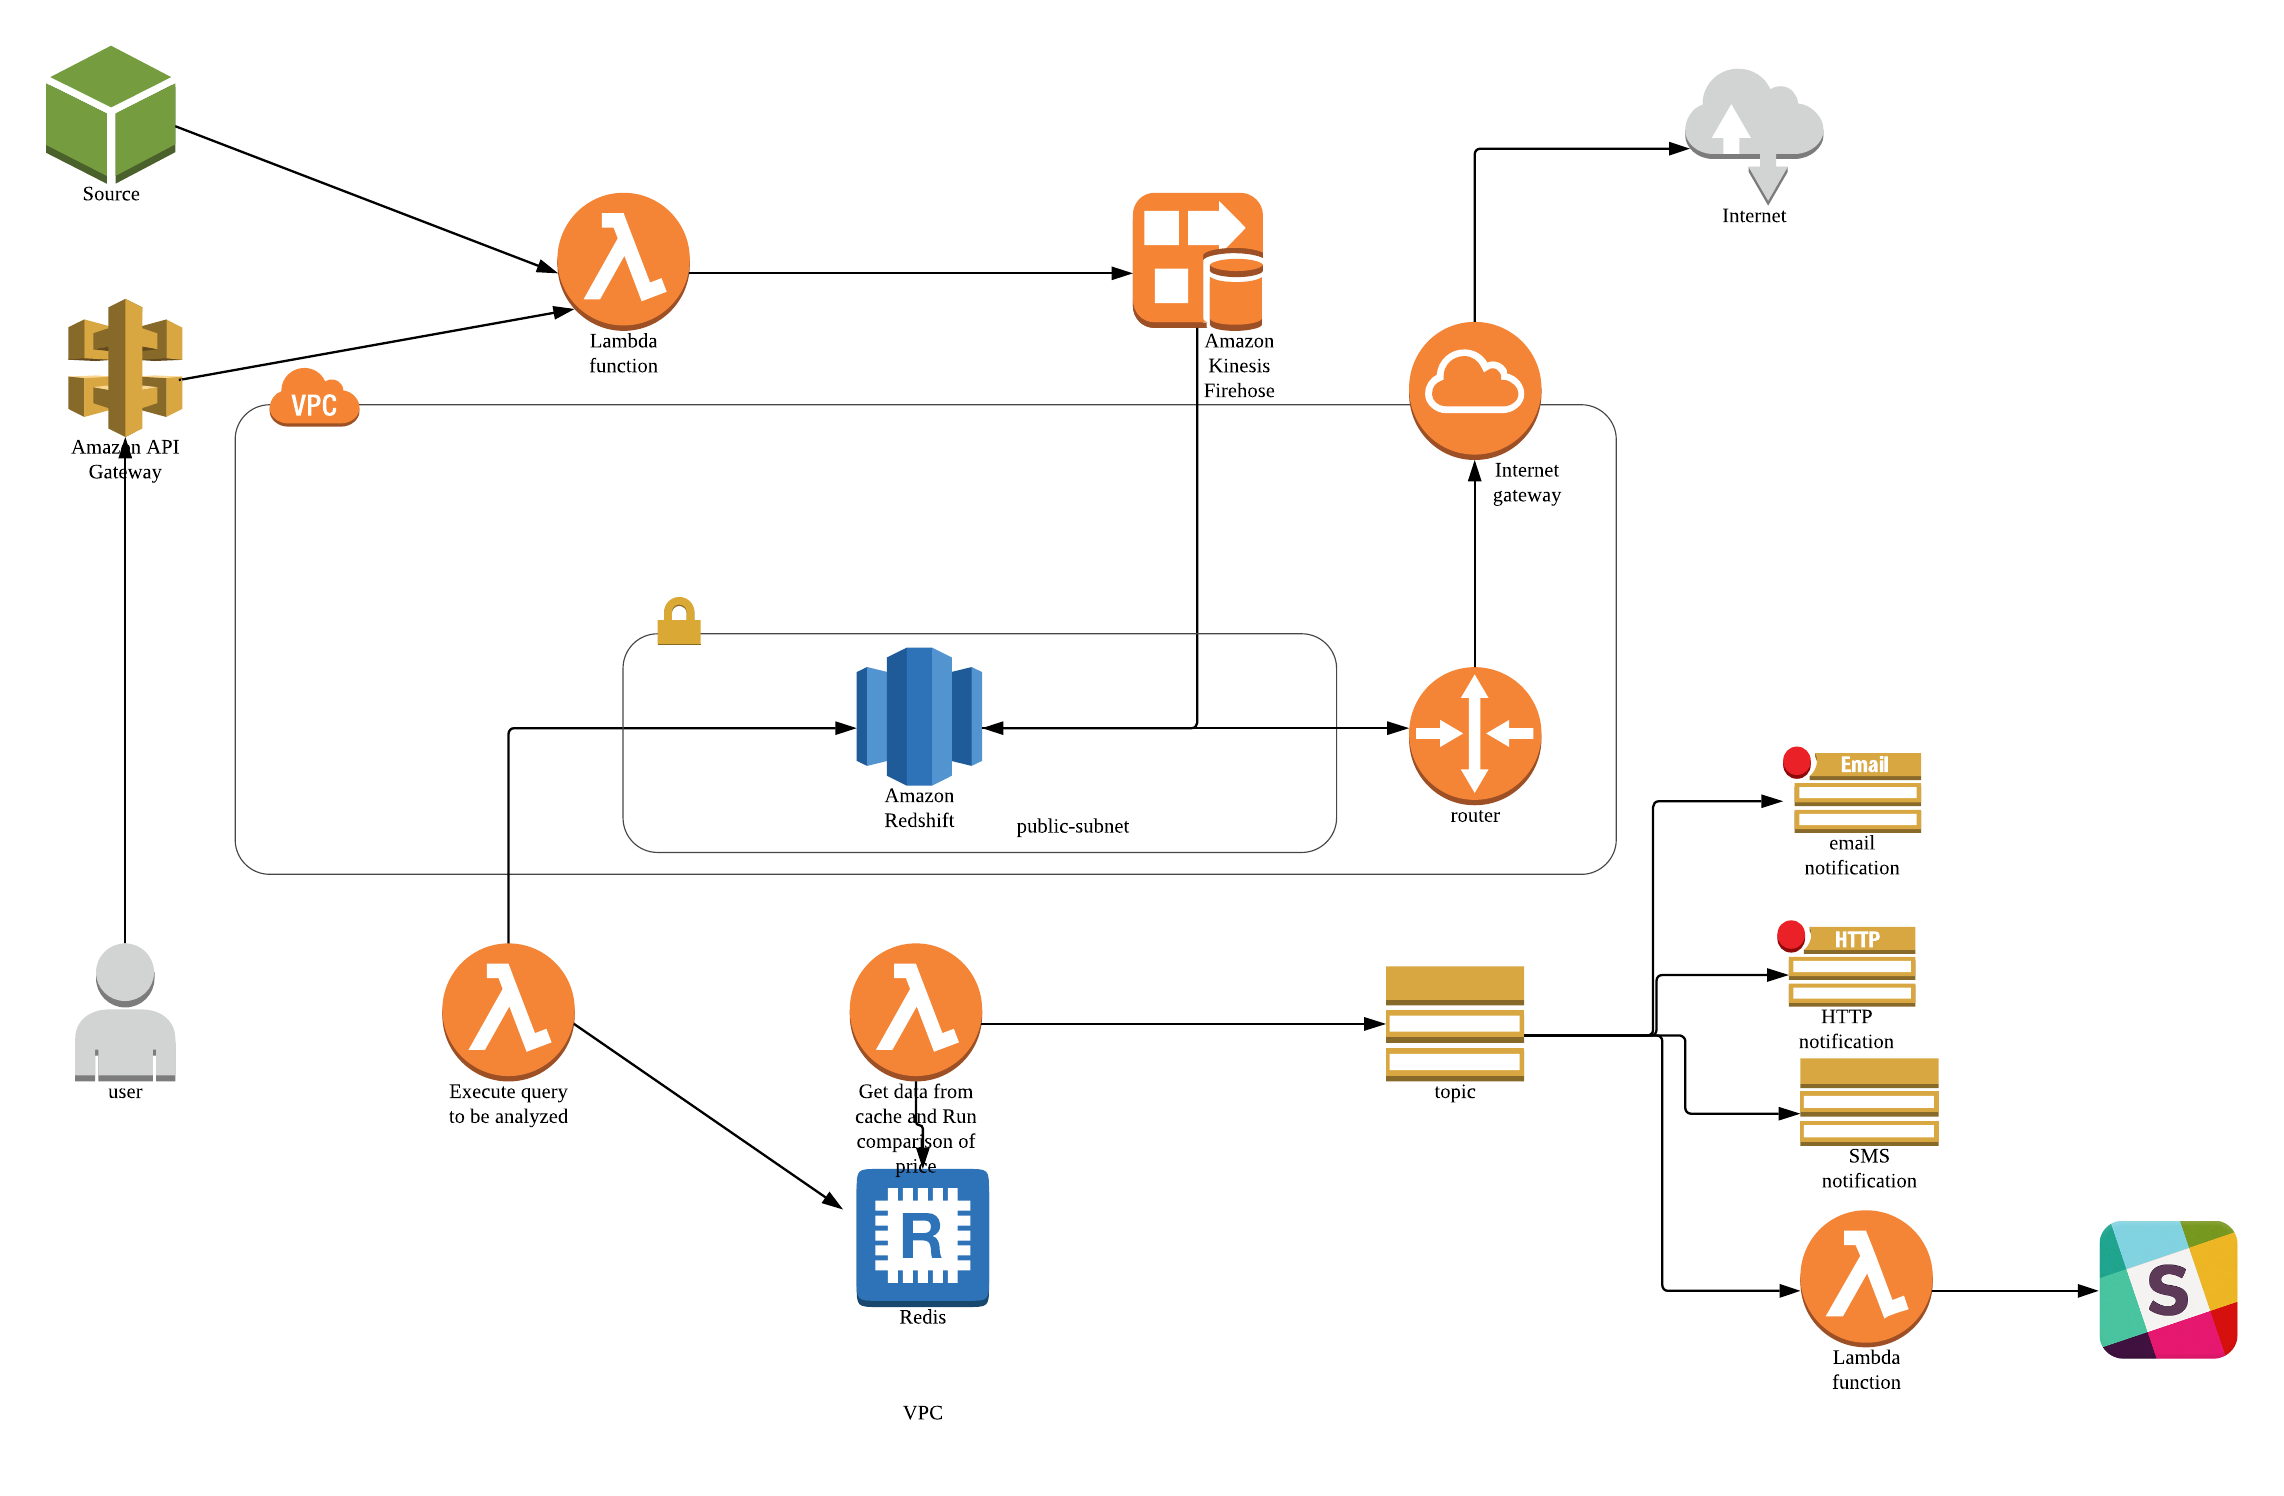 Source
Internet
Lambda
function
Amazon
Kinesis
Firehose
VPC
Amazon API
Gateway
Internet
gateway
Amazon
Redshift
public-subnet
router
Email
email
notification
HTTP
HTTP
notification
user
Execute query
to be analyzed
Get data from
cache and Run
comparison of
price
topic
SMS
notification
R
Redis
S
Lambda
function
VPC